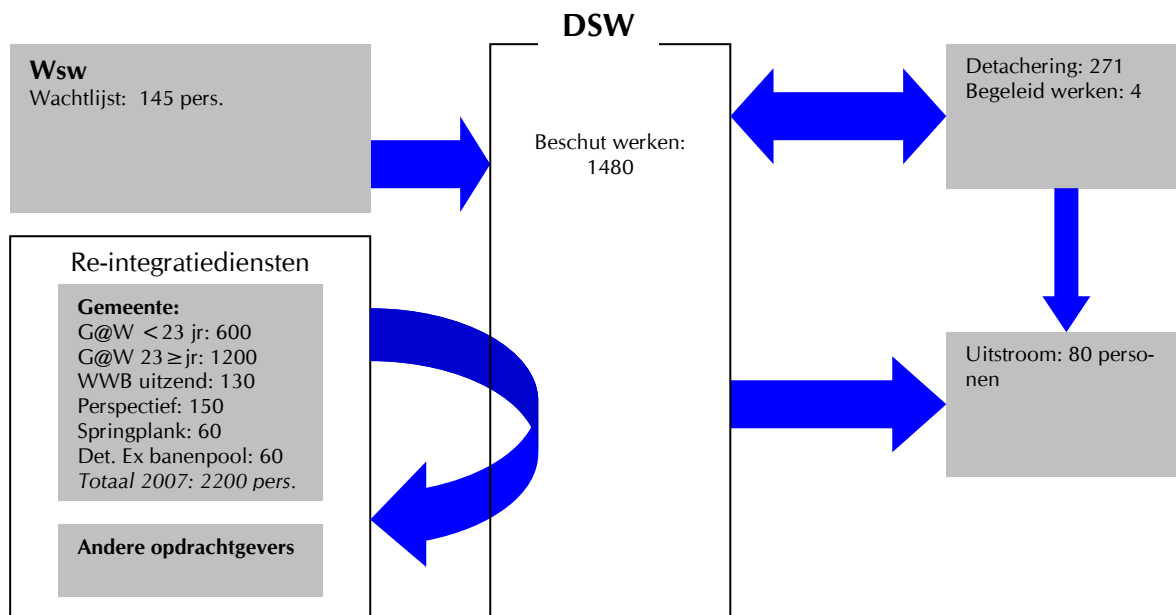 DSW
Wsw
Wachtlijst: 145 pers.
Beschut werken:
1480
Detachering: 271
Begeleid werken: 4
Re-integratiediensten
Gemeente:
G@W <23 jr: 600
G@W 23≥jr: 1200
WWB uitzend: 130
Perspectief: 150
Springplank: 60
Det. Ex banenpool: 60
Totaal 2007: 2200 pers.
Andere opdrachtgevers
Uitstroom: 80 perso-
nen